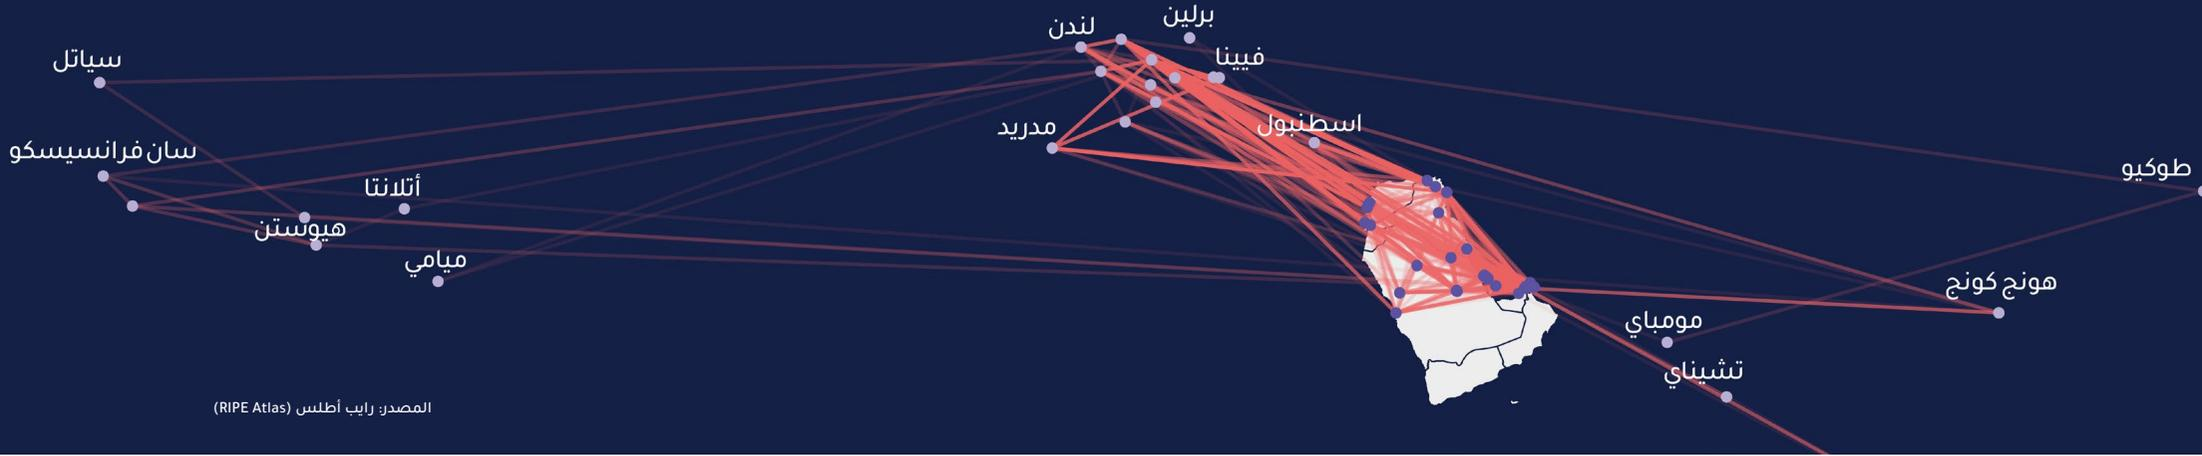 برلين
لندن
فيينا
سياتل
اسطنبول
مدريد
سان فرانسيسكو
طوكيو
أتلانتا
هيوستن
ميامي
هونج كونج
مومباي
تشيناي
المصدر: رايب أطلس (RIPE Atlas)